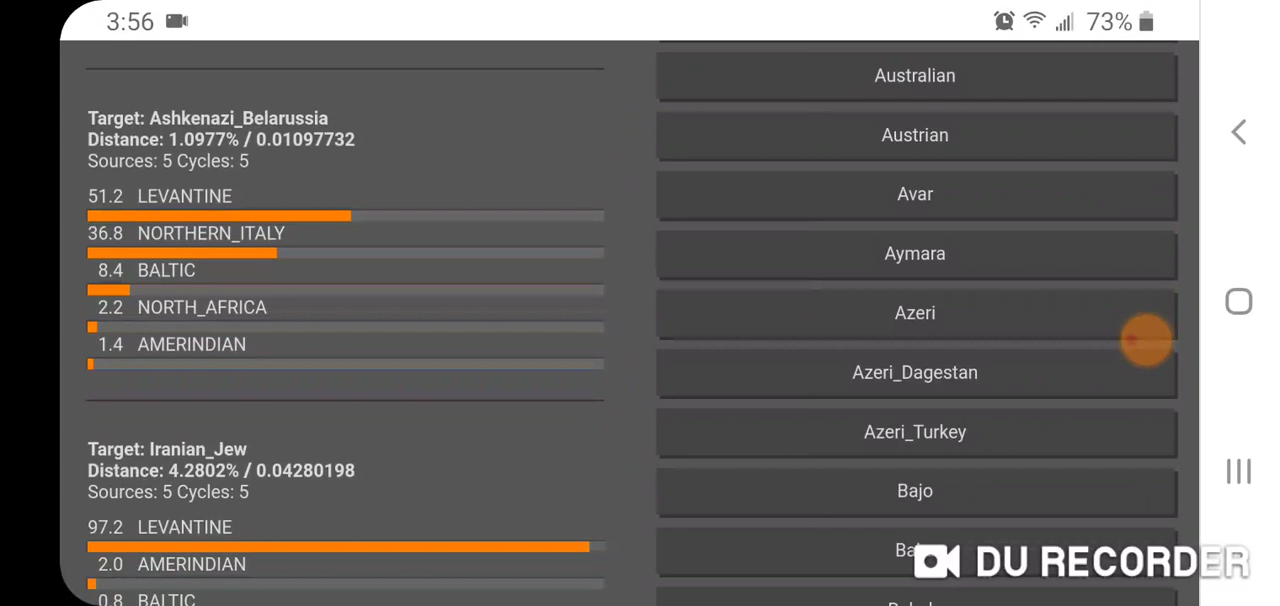 3:56
73%
Target: Ashkenazi_Belarussia
Distance: 1.0977% / 0.01097732
Sources: 5 Cycles: 5
51.2 LEVANTINE
36.8 NORTHERN_ITALY
8.4 BALTIC
2.2 NORTH_AFRICA
1.4 AMERINDIAN
Target: Iranian_Jew
Distance: 4.2802% / 0.04280198
Sources: 5 Cycles: 5
97.2 LEVANTINE
2.0 AMERINDIAN
0.8 BALTIC
Australian
Austrian
Avar
Aymara
Azeri
Azeri_Dagestan
Azeri_Turkey
Bajo
DU RECORDER